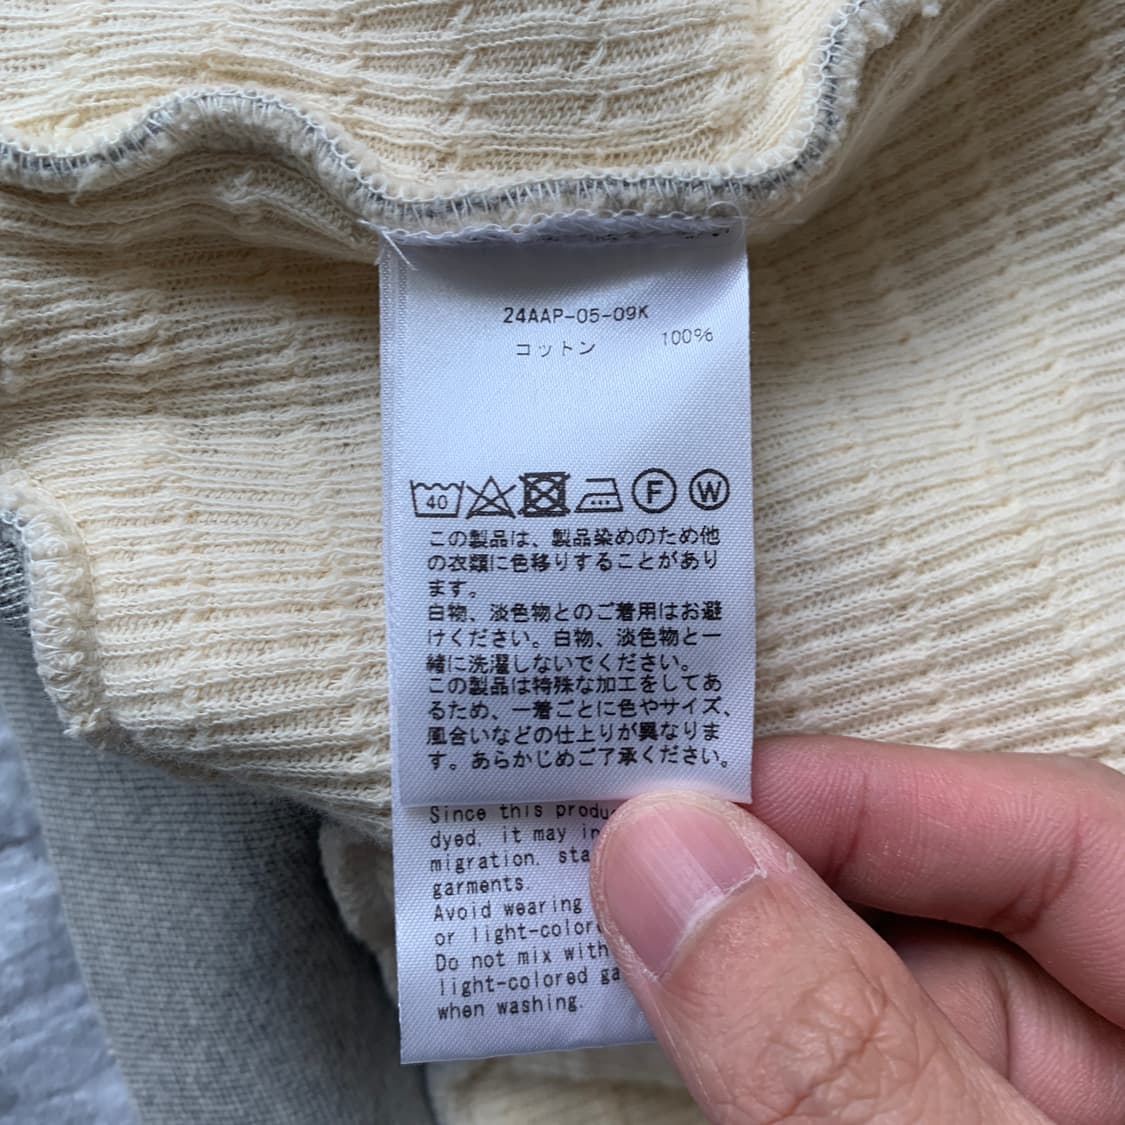 24AAP-05-09K
コットン 100%
40 F W
この製品は、製品染めのため他
の衣類に色移りすることがあり
ます。
白物、淡色物とのご着用はお避
けください。白物、淡色物と一
緒に洗濯しないでください。
この製品は特殊な加工をしてあ
るため、一着ごとに色やサイズ、
風合いなどの仕上りが異なりま
す。あらかじめご了承ください。
Since this produc
dyed, it may in
migration, sta
garments.
Avoid wearing
or light-colore
Do not mix with
light-colored ga
when washing.